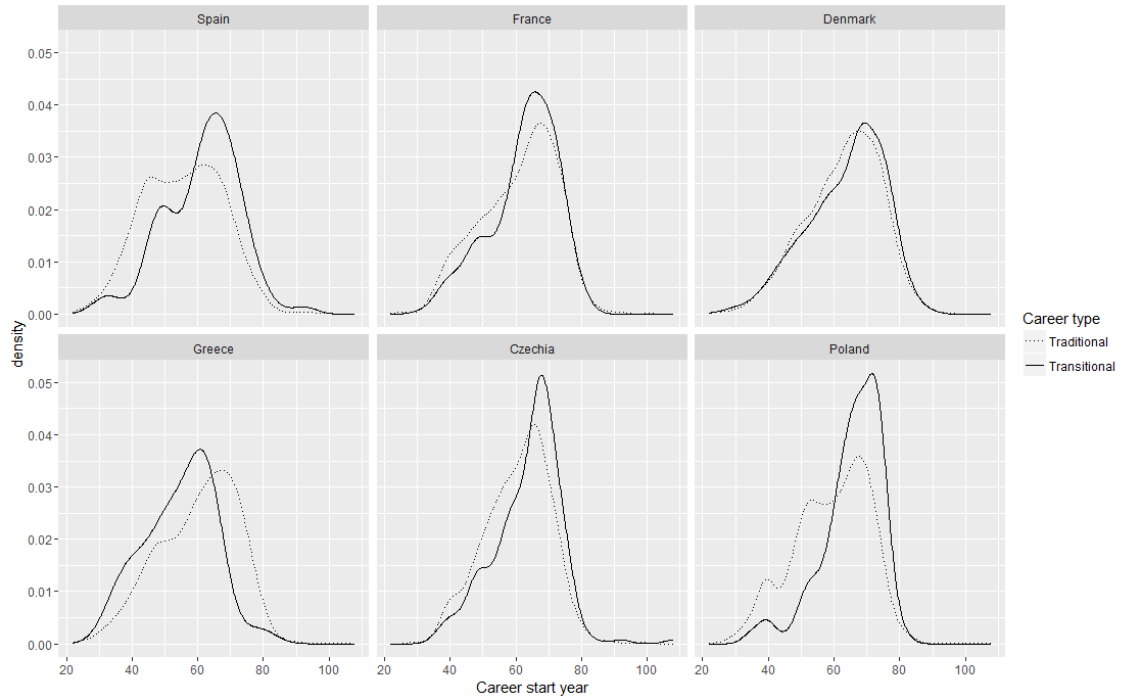 Spain France Denmark
0.05
0.04
0.03
0.02
0.01
0.00
density
Greece Czechia Poland
0.05
0.04
0.03
0.02
0.01
0.00
20 40 60 80 100 20 40 60 80 100 20 40 60 80 100
Career start year
Career type
Traditional
Transitional